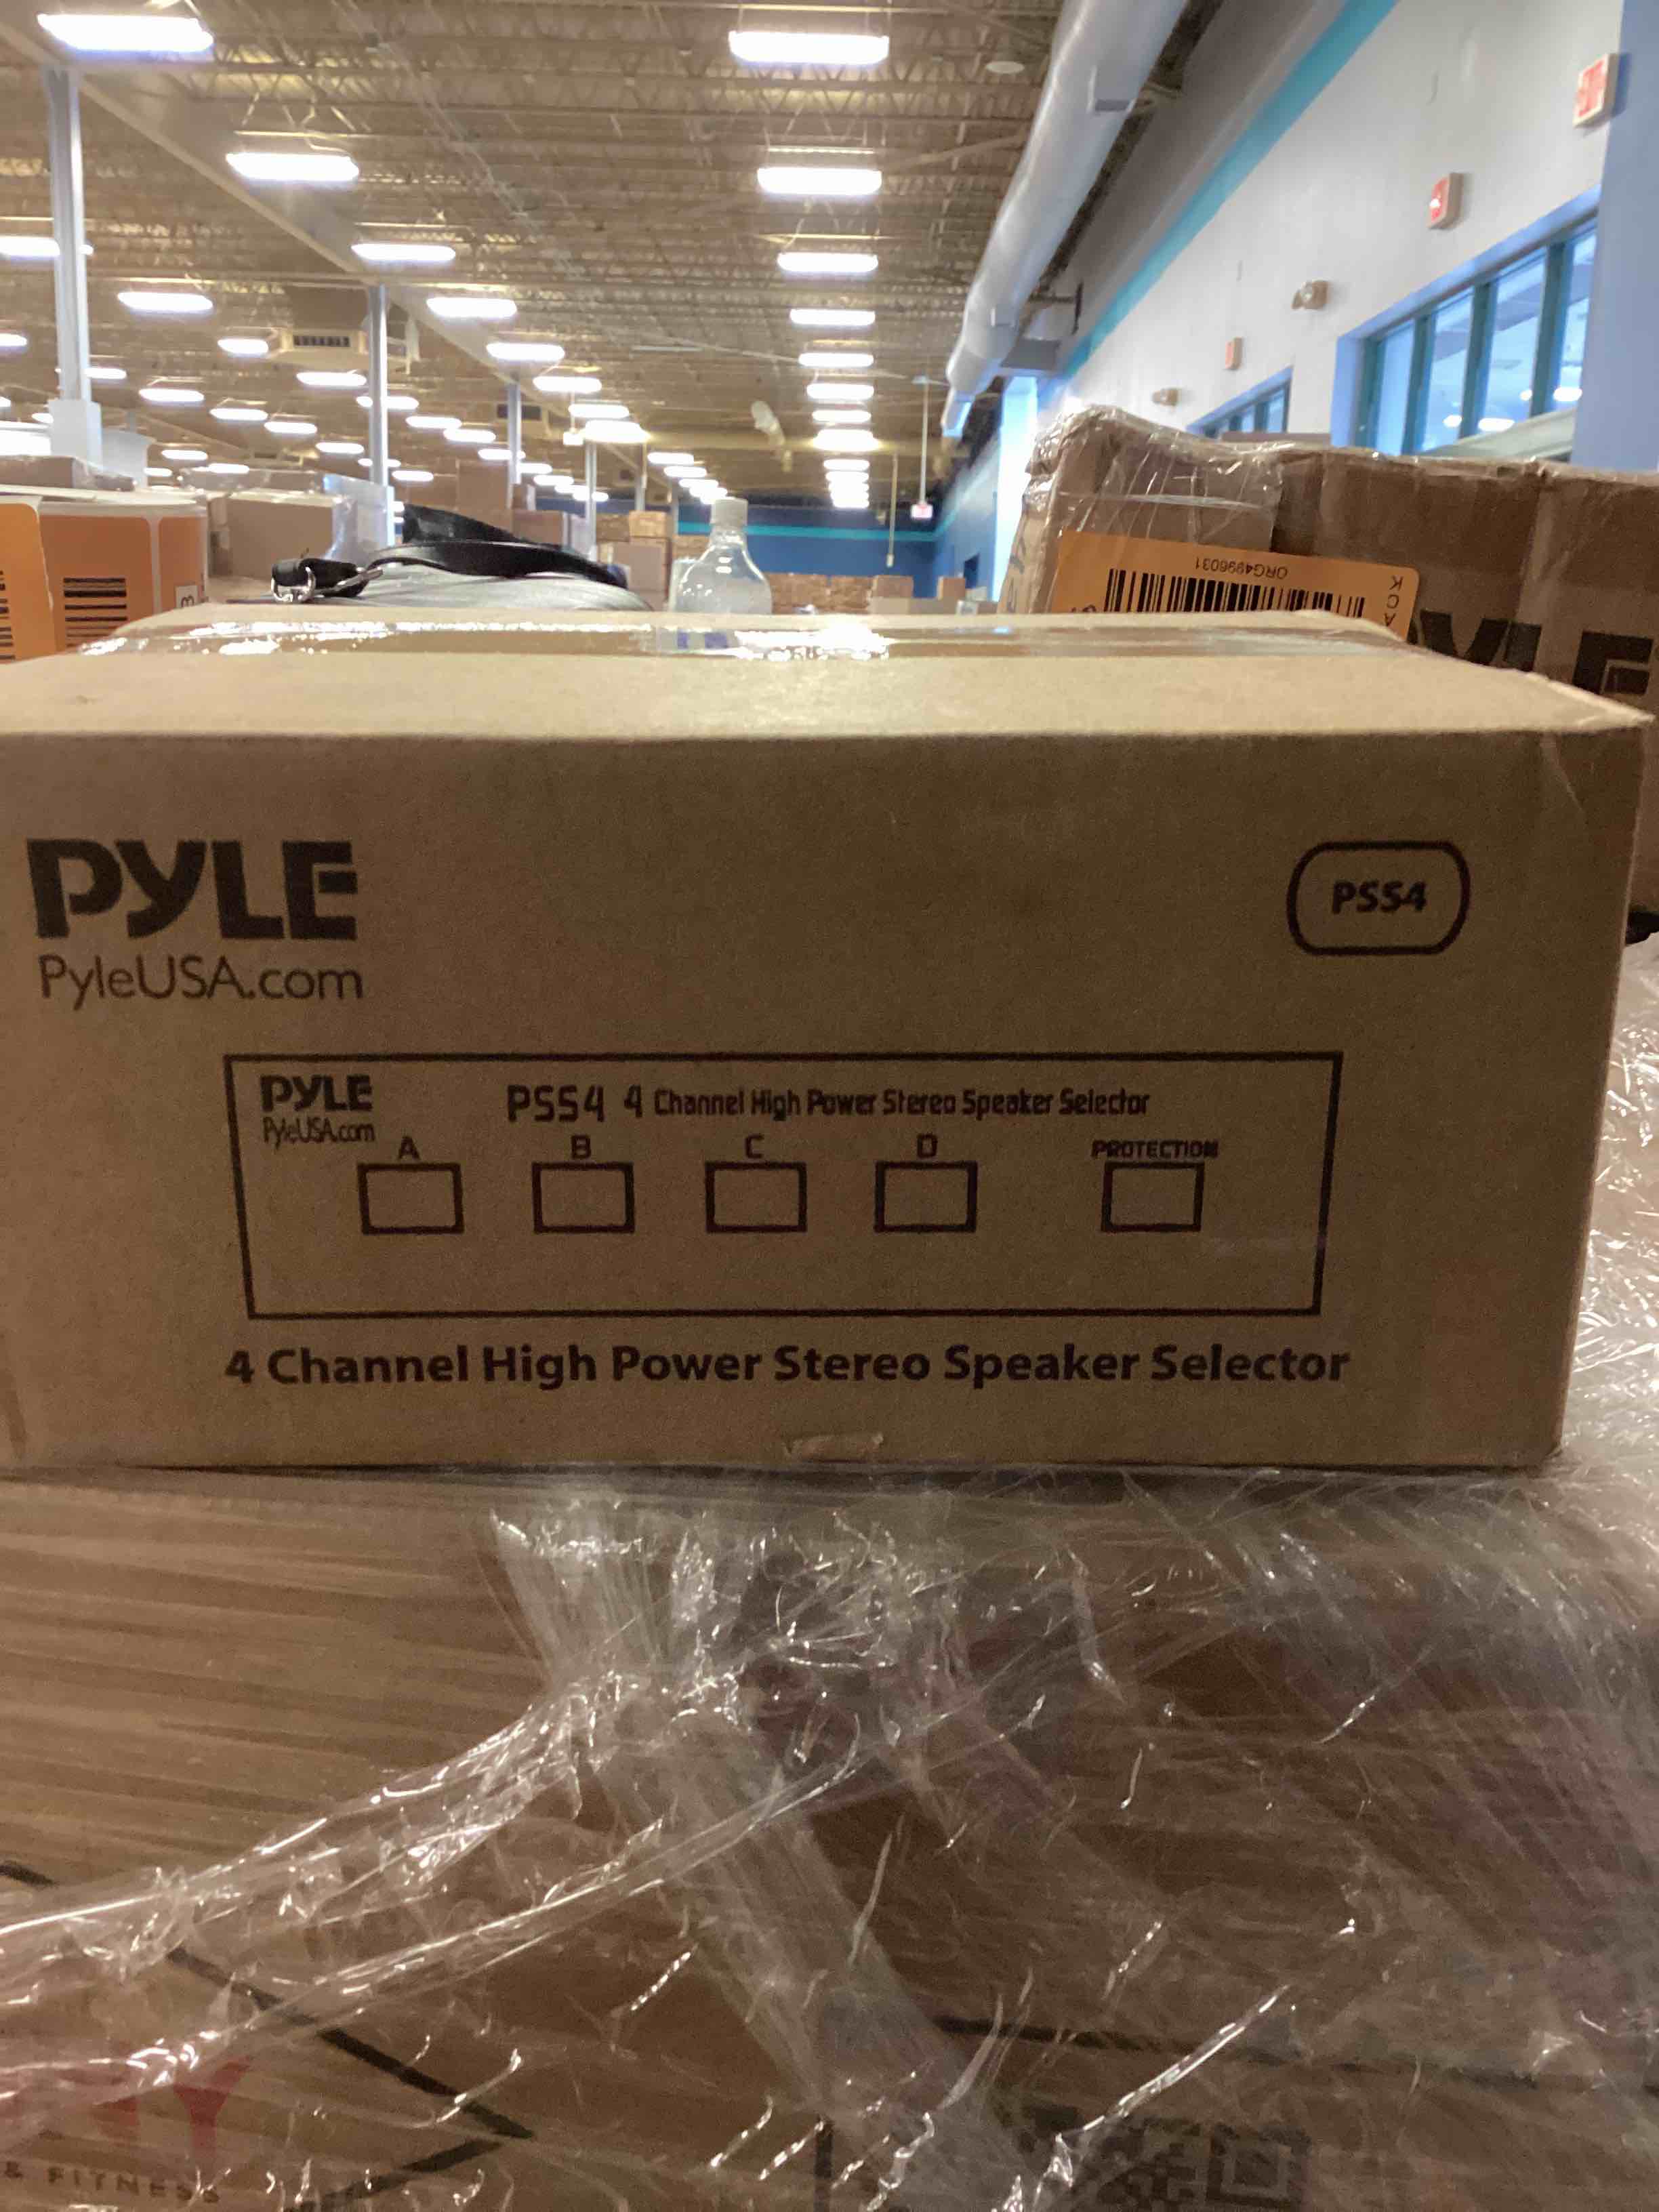 ORG4996031
PYLE
PyleUSA.com
PSS4
PYLE
PyleUSA.com
PSS4 4 Channel High Power Stereo Speaker Selector
A B C D PROTECTION
4 Channel High Power Stereo Speaker Selector
& FITNESS